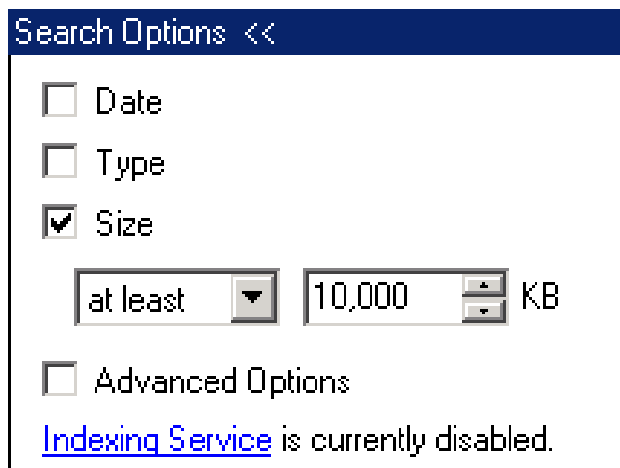 Search Options <<
Date
Type
Size
at least 10,000 KB
Advanced Options
Indexing Service is currently disabled.